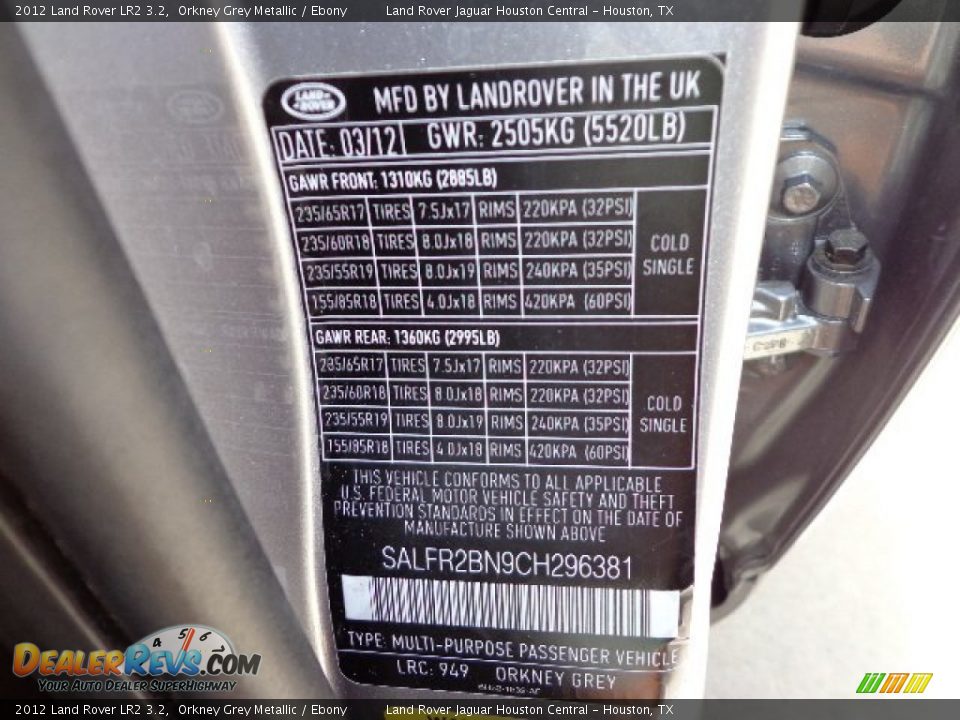 2012 Land Rover LR2 3.2, Orkney Grey Metallic / Ebony Land Rover Jaguar Houston Central - Houston, TX
LAND ROVER MFD BY LANDROVER IN THE UK
DATE: 03/12 GWR: 2505KG (5520LB)
GAWR FRONT: 1310KG (2885LB)
235/65R17 TIRES 7.5Jx17 RIMS 220KPA (32PSI)
235/60R18 TIRES 8.0Jx18 RIMS 220KPA (32PSI)
235/55R19 TIRES 8.0Jx19 RIMS 240KPA (35PSI)
155/85R18 TIRES 4.0Jx18 RIMS 420KPA (60PSI)
COLD
SINGLE
GAWR REAR: 1360KG (2995LB)
235/65R17 TIRES 7.5Jx17 RIMS 220KPA (32PSI)
235/60R18 TIRES 8.0Jx18 RIMS 220KPA (32PSI)
235/55R19 TIRES 8.0Jx19 RIMS 240KPA (35PSI)
155/85R18 TIRES 4.0Jx18 RIMS 420KPA (60PSI)
COLD
SINGLE
THIS VEHICLE CONFORMS TO ALL APPLICABLE
U.S. FEDERAL MOTOR VEHICLE SAFETY AND THEFT
PREVENTION STANDARDS IN EFFECT ON THE DATE OF
MANUFACTURE SHOWN ABOVE
SALFR2BN9CH296381
TYPE: MULTI-PURPOSE PASSENGER VEHICLE
LRC: 949 ORKNEY GREY
4 5 6
DEALERREVS.COM
YOUR AUTO DEALER SUPERHIGHWAY
2012 Land Rover LR2 3.2, Orkney Grey Metallic / Ebony Land Rover Jaguar Houston Central - Houston, TX